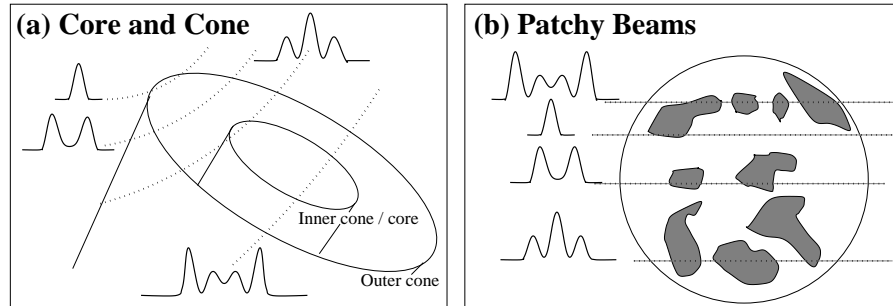 (a) Core and Cone
Inner cone / core
Outer cone
(b) Patchy Beams